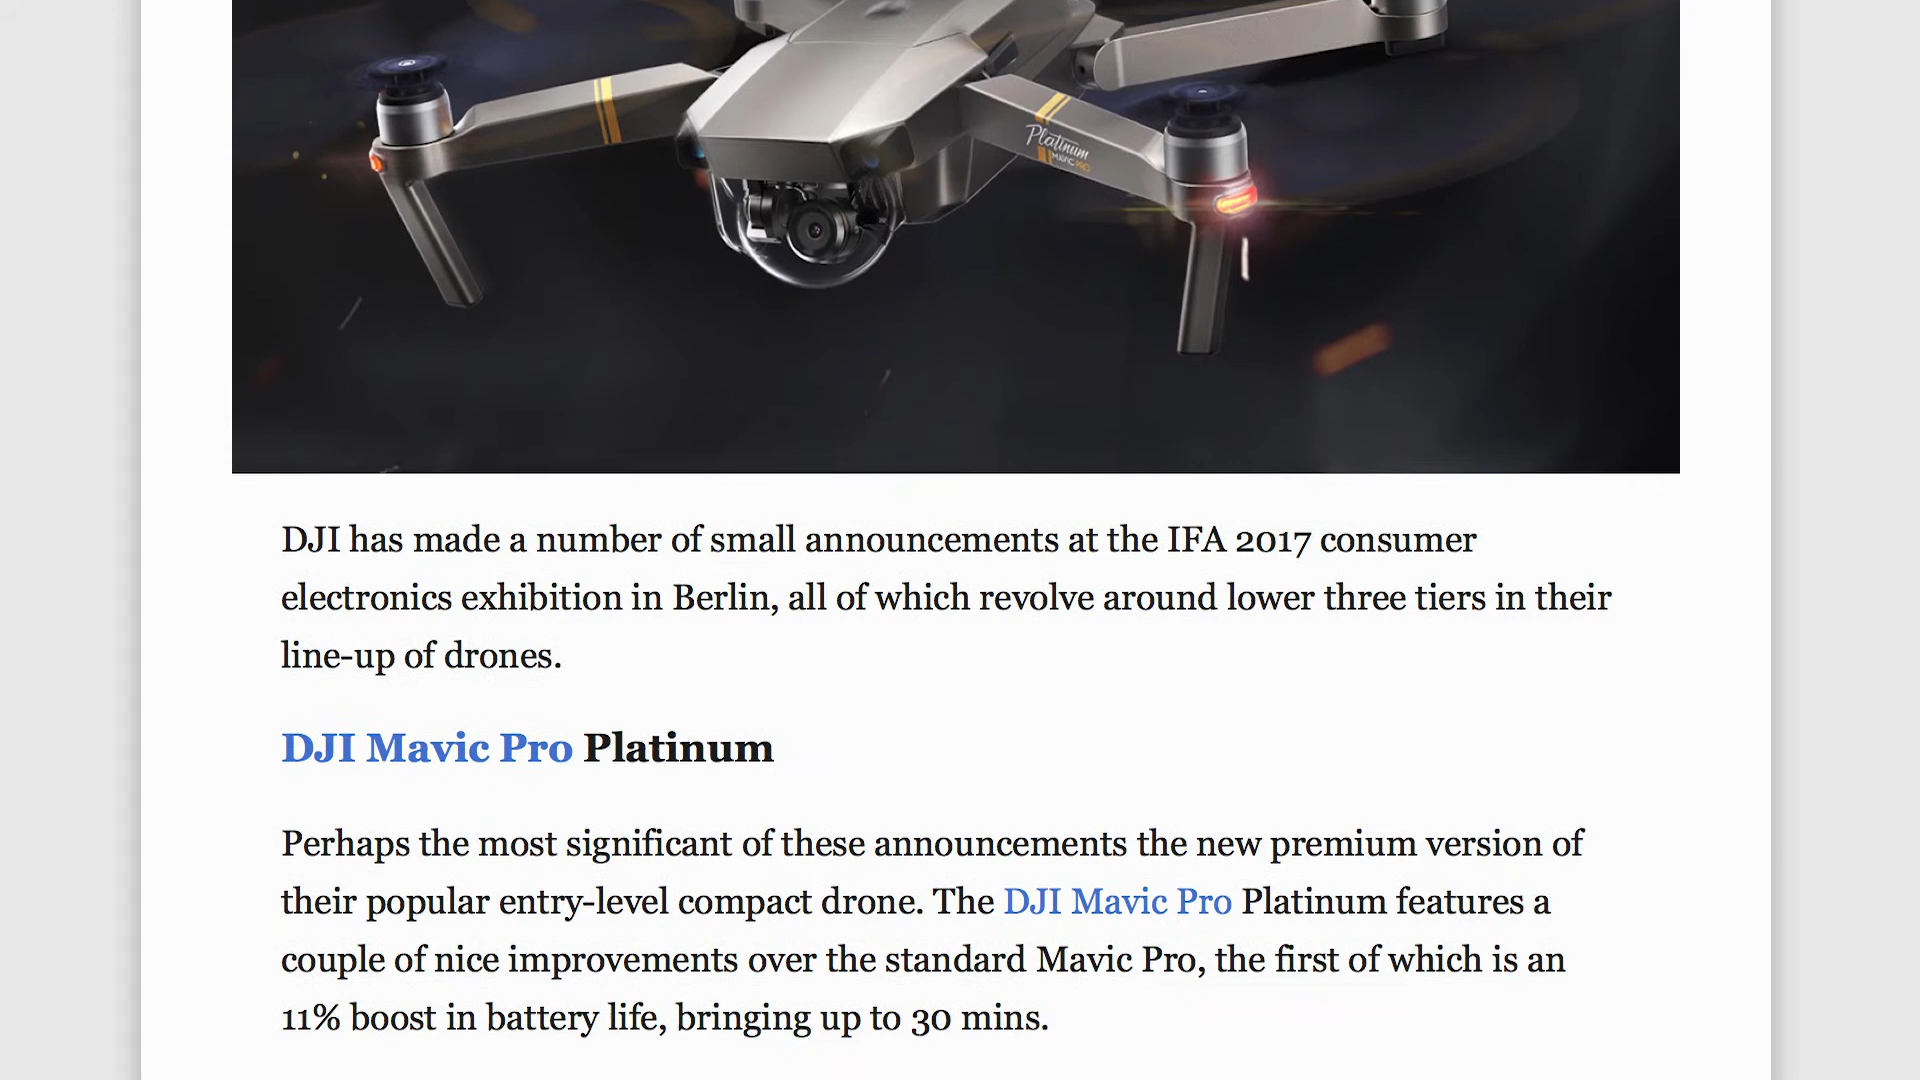 Platinum
MAVIC PRO
DJI has made a number of small announcements at the IFA 2017 consumer
electronics exhibition in Berlin, all of which revolve around lower three tiers in their
line-up of drones.
DJI Mavic Pro Platinum
Perhaps the most significant of these announcements the new premium version of
their popular entry-level compact drone. The DJI Mavic Pro Platinum features a
couple of nice improvements over the standard Mavic Pro, the first of which is an
11% boost in battery life, bringing up to 30 mins.